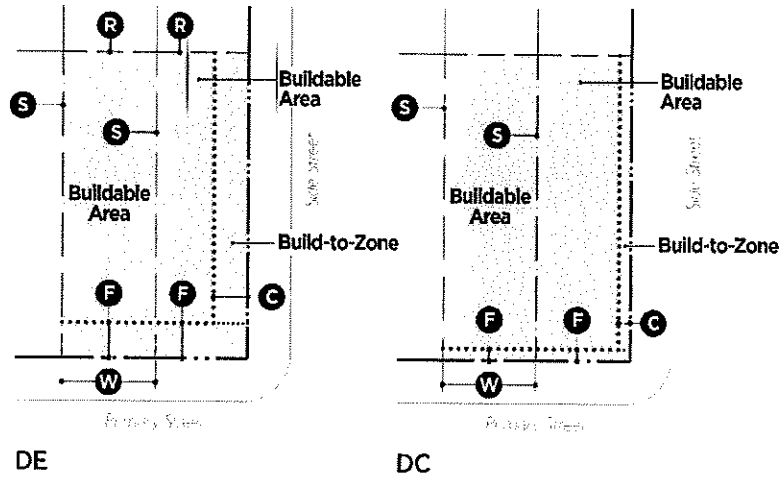 R R
R
Buildable
Area
S
S
Buildable
Area
Side Street
Build-to-Zone
F F
C
W
Primary Street
DE
Buildable
Area
S
S
Buildable
Area
Side Street
Build-to-Zone
F F
C
W
Primary Street
DC